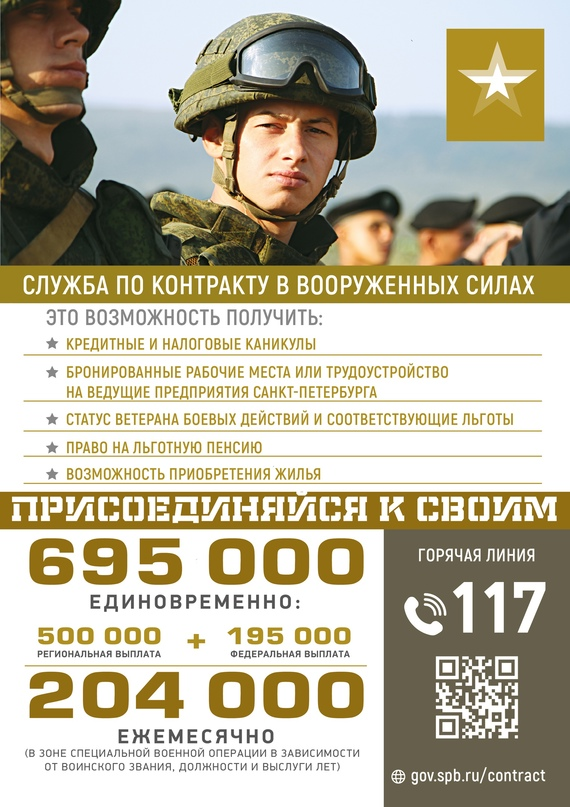 СЛУЖБА ПО КОНТРАКТУ В ВООРУЖЕННЫХ СИЛАХ
ЭТО ВОЗМОЖНОСТЬ ПОЛУЧИТЬ:
КРЕДИТНЫЕ И НАЛОГОВЫЕ КАНИКУЛЫ
БРОНИРОВАННЫЕ РАБОЧИЕ МЕСТА ИЛИ ТРУДОУСТРОЙСТВО
НА ВЕДУЩИЕ ПРЕДПРИЯТИЯ САНКТ-ПЕТЕРБУРГА
СТАТУС ВЕТЕРАНА БОЕВЫХ ДЕЙСТВИЙ И СООТВЕТСТВУЮЩИЕ ЛЬГОТЫ
ПРАВО НА ЛЬГОТНУЮ ПЕНСИЮ
ВОЗМОЖНОСТЬ ПРИОБРЕТЕНИЯ ЖИЛЬЯ
ПРИСОЕДИНЯЙСЯ К СВОИМ
695 000
ЕДИНОВРЕМЕННО:
500 000 + 195 000
РЕГИОНАЛЬНАЯ ВЫПЛАТА ФЕДЕРАЛЬНАЯ ВЫПЛАТА
204 000
ЕЖЕМЕСЯЧНО
(В ЗОНЕ СПЕЦИАЛЬНОЙ ВОЕННОЙ ОПЕРАЦИИ В ЗАВИСИМОСТИ
ОТ ВОИНСКОГО ЗВАНИЯ, ДОЛЖНОСТИ И ВЫСЛУГИ ЛЕТ)
ГОРЯЧАЯ ЛИНИЯ
117
gov.spb.ru/contract